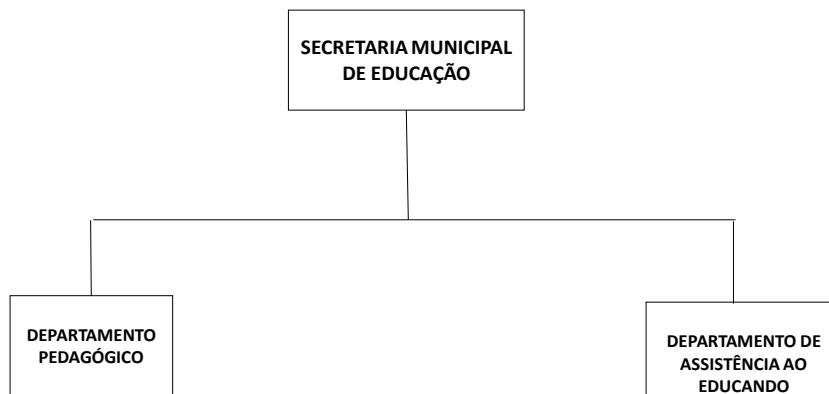 SECRETARIA MUNICIPAL
DE EDUCAÇÃO
DEPARTAMENTO
PEDAGÓGICO
DEPARTAMENTO DE
ASSISTÊNCIA AO
EDUCANDO